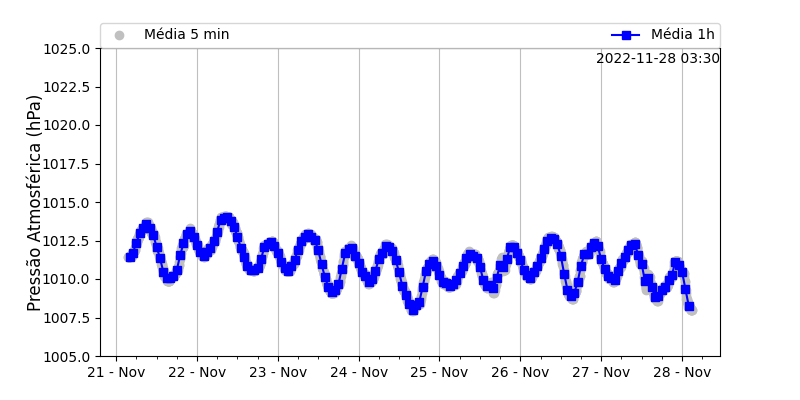 Média 5 min
Média 1h
2022-11-28 03:30
Pressão Atmosférica (hPa)
1025.0
1022.5
1020.0
1017.5
1015.0
1012.5
1010.0
1007.5
1005.0
21 - Nov
22 - Nov
23 - Nov
24 - Nov
25 - Nov
26 - Nov
27 - Nov
28 - Nov